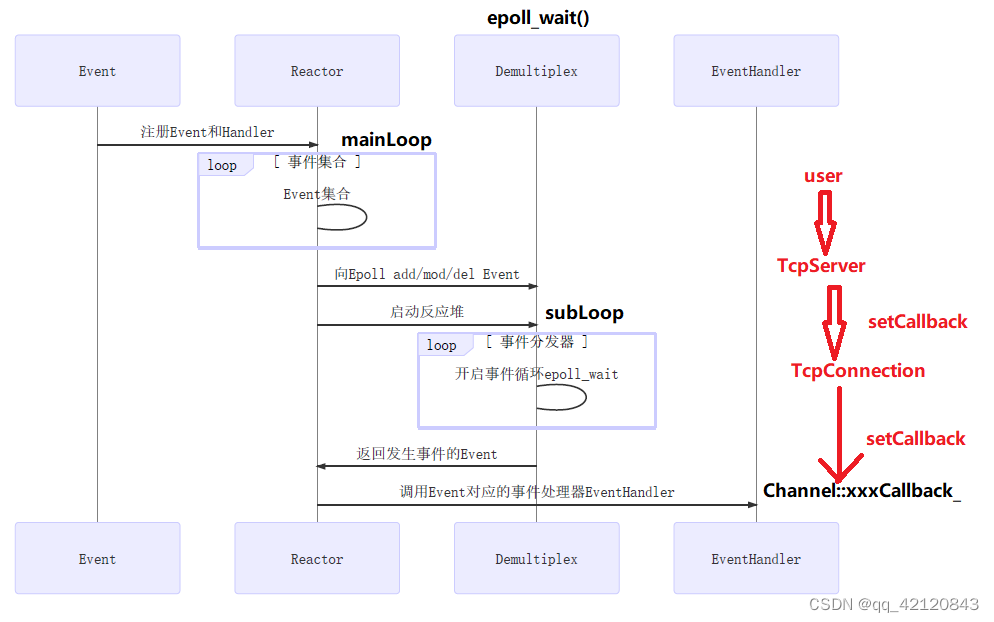 epoll_wait()
Event
Reactor
Demultiplex
EventHandler
注册Event和Handler
mainLoop
loop
[ 事件集合 ]
Event集合
user
TcpServer
向Epoll add/mod/del Event
启动反应堆
subLoop
setCallback
loop
[ 事件分发器 ]
开启事件循环epoll_wait
TcpConnection
setCallback
返回发生事件的Event
调用Event对应的事件处理器EventHandler
Channel::xxxCallback_
Event
Reactor
Demultiplex
EventHandler
CSDN @qq_42120843